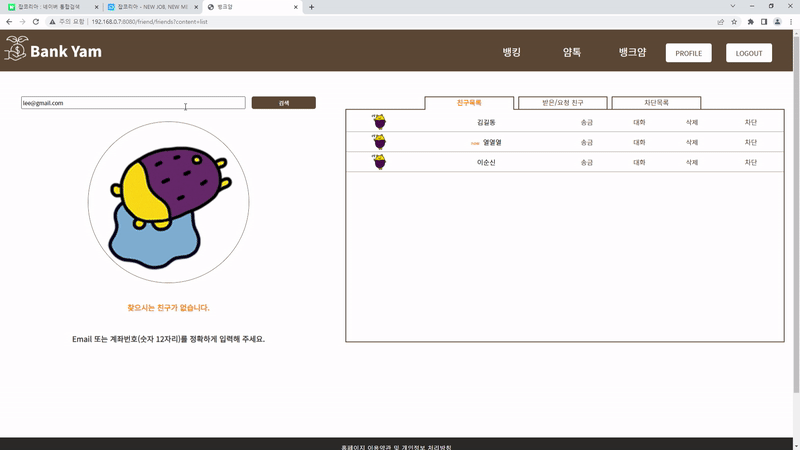 잡코리아 : 네이버 통합검색
잡코리아 - NEW JOB, NEW ME
뱅크얌
주의 요함 | 192.168.0.7:8080/friend/friends?content=list
Bank Yam
뱅킹
얌톡
뱅크얌
PROFILE
LOGOUT
lee@gmail.com
검색
친구목록
받은/요청 친구
차단목록
김길동 송금 대화 삭제 차단
new 열열열 송금 대화 삭제 차단
이순신 송금 대화 삭제 차단
찾으시는 친구가 없습니다.
Email 또는 계좌번호(숫자 12자리)를 정확하게 입력해 주세요.
홈페이지 이용약관 및 개인정보 처리방침